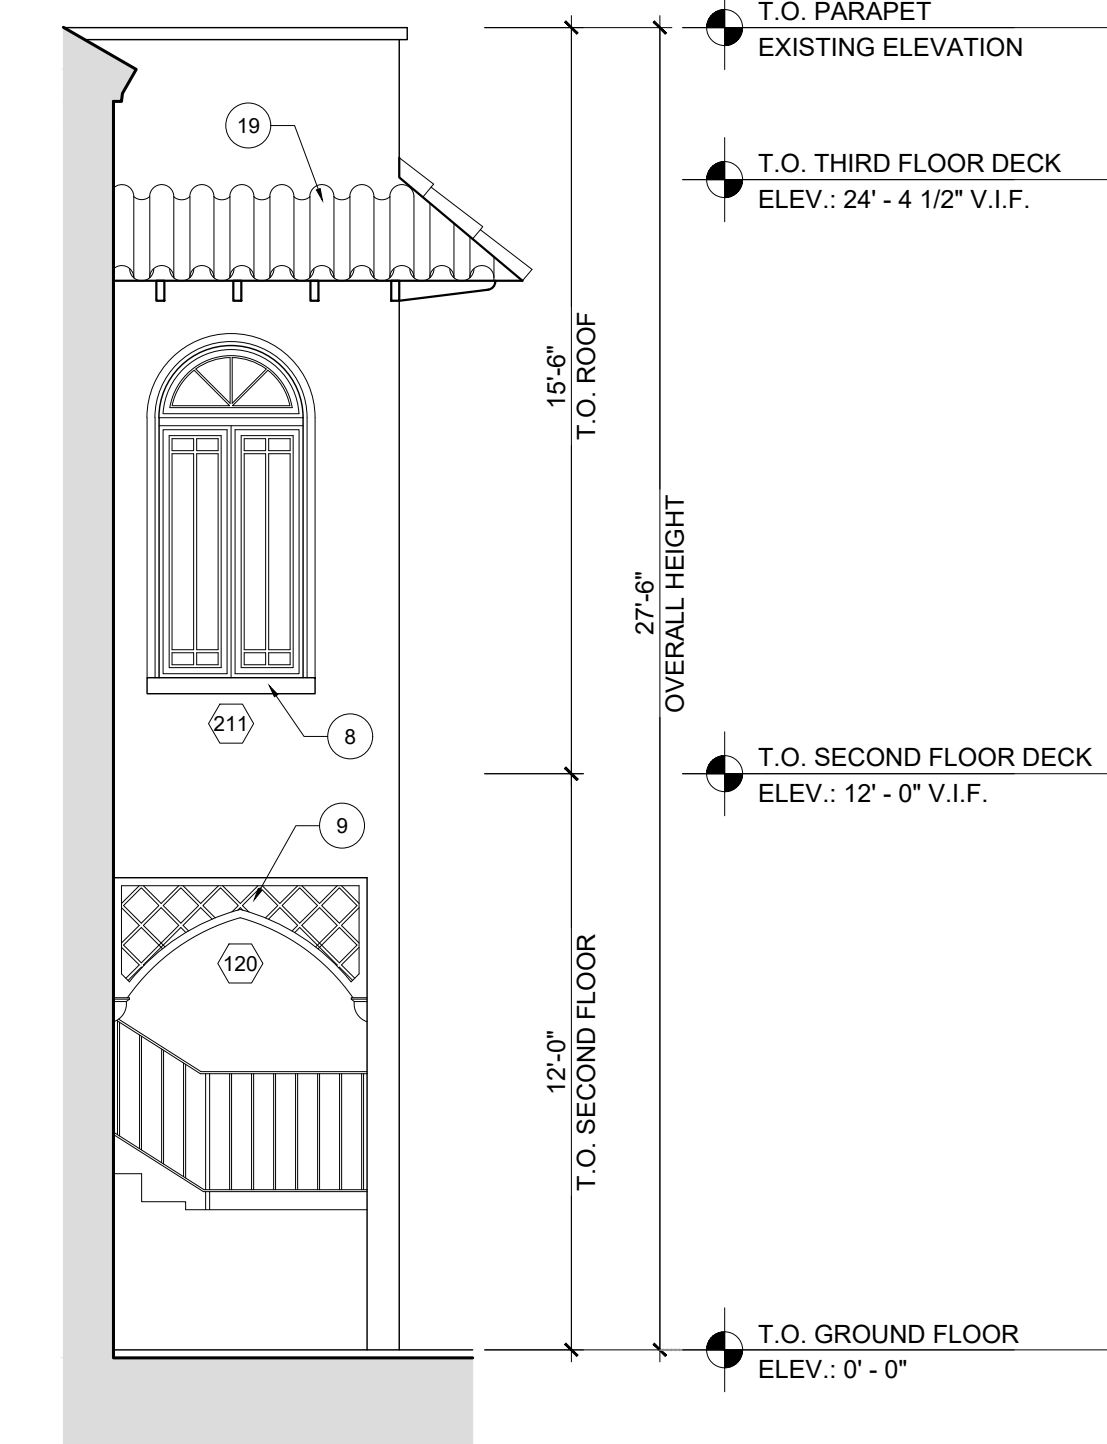 T.O. PARAPET
EXISTING ELEVATION
19
T.O. THIRD FLOOR DECK
ELEV.: 24' - 4 1/2" V.I.F.
15'-6"
T.O. ROOF
27'-6"
OVERALL HEIGHT
211
8
T.O. SECOND FLOOR DECK
ELEV.: 12' - 0" V.I.F.
9
120
12'-0"
T.O. SECOND FLOOR
T.O. GROUND FLOOR
ELEV.: 0' - 0"